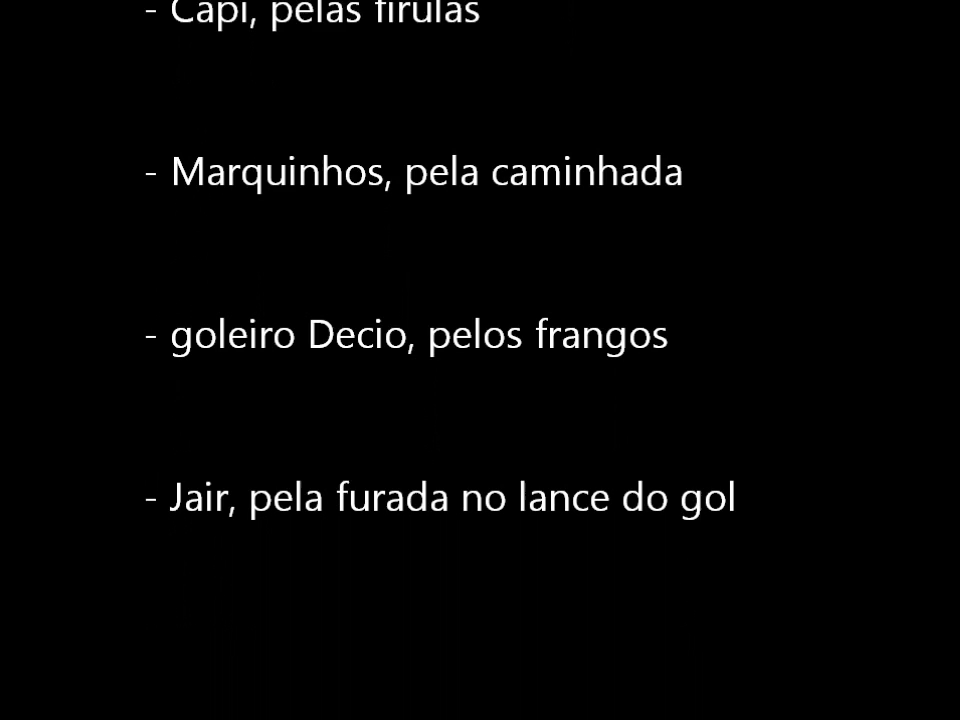 - Capi, pelas firulas
- Marquinhos, pela caminhada
- goleiro Decio, pelos frangos
- Jair, pela furada no lance do gol